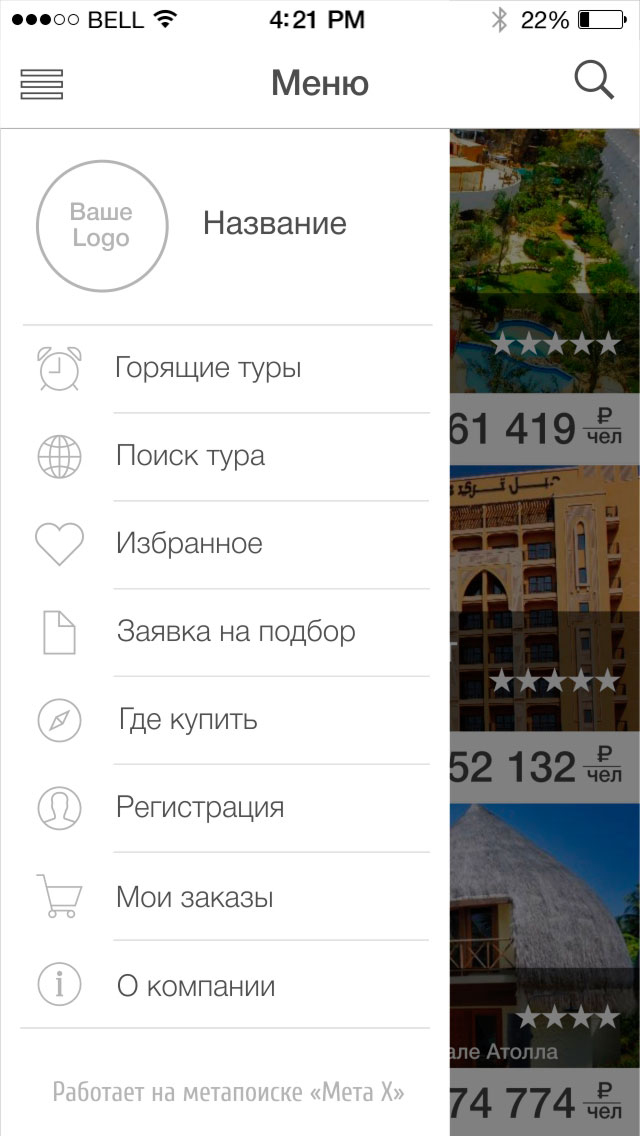 BELL 4:21 PM 22%
Меню
Ваше
Logo
Название
Горящие туры
61 419 ₽
чел
Поиск тура
Избранное
Заявка на подбор
Где купить
52 132 ₽
чел
Регистрация
Мои заказы
О компании
але Атолла
Работает на метапоиске «Мета X»
74 774 ₽
чел